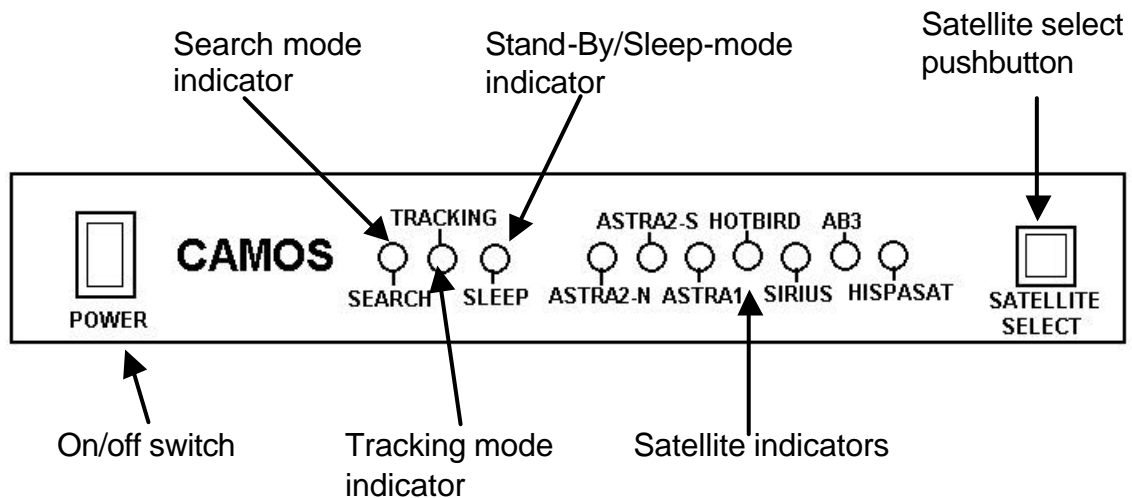 Search mode
indicator
Stand-By/Sleep-mode
indicator
Satellite select
pushbutton
POWER
CAMOS
TRACKING
SEARCH
SLEEP
ASTRA2-S HOTBIRD AB3
ASTRA2-N ASTRA1 SIRIUS HISPASAT
SATELLITE
SELECT
On/off switch
Tracking mode
indicator
Satellite indicators